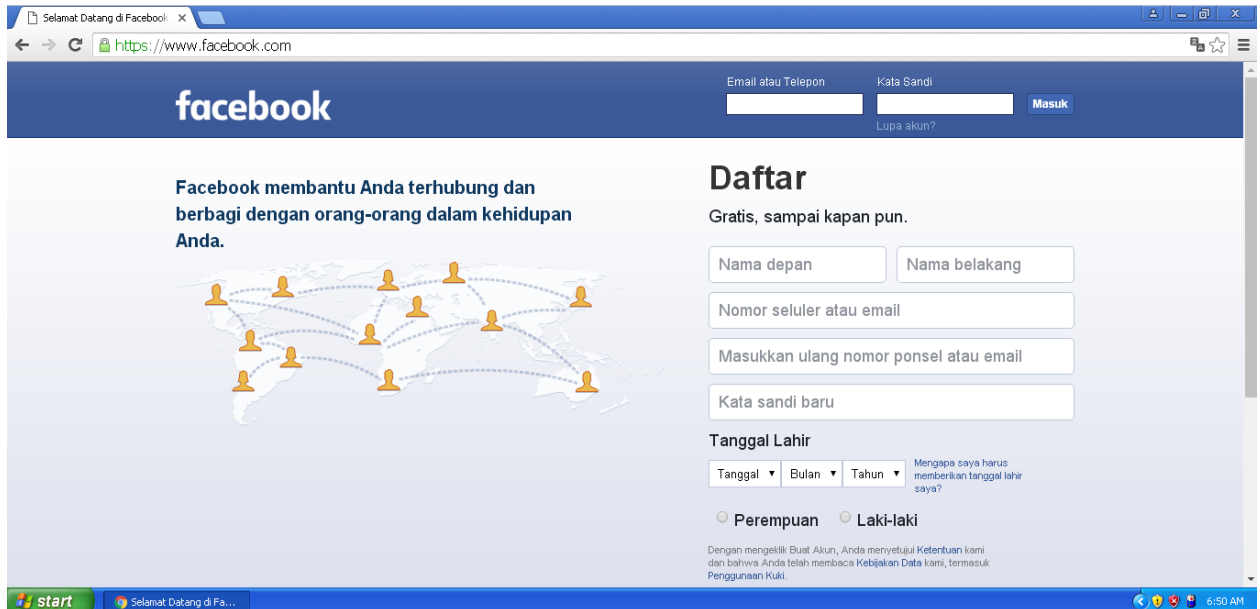 Selamat Datang di Facebook
https://www.facebook.com
facebook
Email atau Telepon
Kata Sandi
Masuk
Lupa akun?
Facebook membantu Anda terhubung dan
berbagi dengan orang-orang dalam kehidupan
Anda.
Daftar
Gratis, sampai kapan pun.
Nama depan
Nama belakang
Nomor seluler atau email
Masukkan ulang nomor ponsel atau email
Kata sandi baru
Tanggal Lahir
Tanggal
Bulan
Tahun
Mengapa saya harus
memberikan tanggal lahir
saya?
Perempuan
Laki-laki
Dengan mengeklik Buat Akun, Anda menyetujui Ketentuan kami
dan bahwa Anda telah membaca Kebijakan Data kami, termasuk
Penggunaan Kuki.
start
Selamat Datang di Fa...
6:50 AM